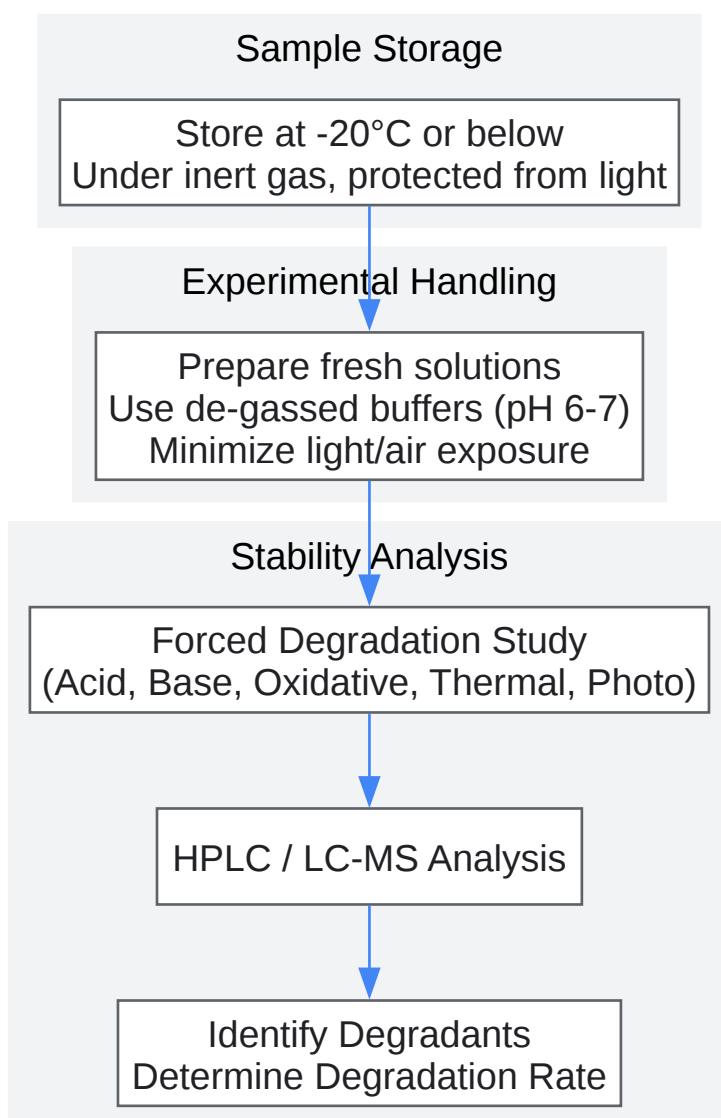 Sample Storage
Store at -20°C or below
Under inert gas, protected from light
Experimental Handling
Prepare fresh solutions
Use de-gassed buffers (pH 6-7)
Minimize light/air exposure
Stability Analysis
Forced Degradation Study
(Acid, Base, Oxidative, Thermal, Photo)
HPLC / LC-MS Analysis
Identify Degradants
Determine Degradation Rate